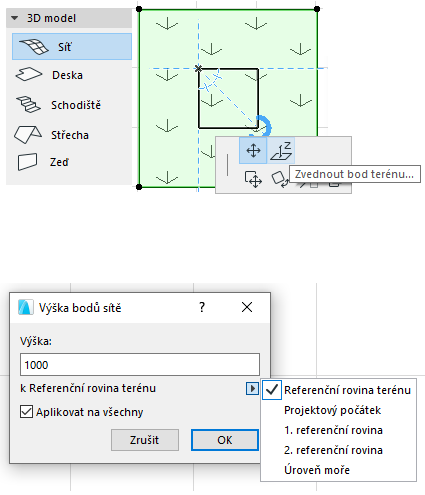 3D model
Síť
Deska
Schodiště
Střecha
Zeď
Z
Zvednout bod terénu...
Výška bodů sítě
?
Výška:
1000
k Referenční rovina terénu
Aplikovat na všechny
Zrušit
OK
Referenční rovina terénu
Projektový počátek
1. referenční rovina
2. referenční rovina
Úroveň moře